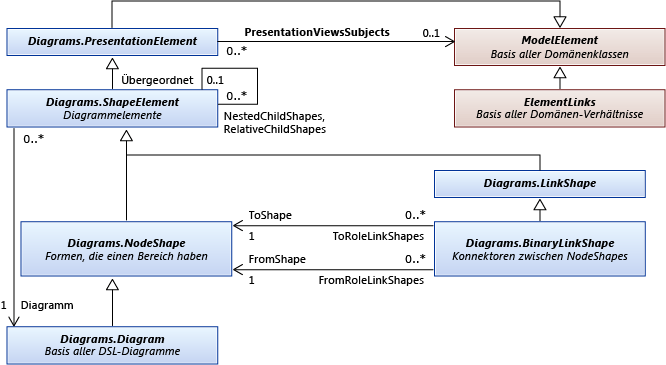 Diagrams.PresentationElement
PresentationViewsSubjects
0..*
0..1
ModelElement
Basis aller Domänenklassen
Übergeordnet
0..1
0..*
Diagrams.ShapeElement
Diagrammelemente
NestedChildShapes,
RelativeChildShapes
ElementLinks
Basis aller Domänen-Verhältnisse
0..*
Diagrams.LinkShape
ToShape
0..*
1
ToRoleLinkShapes
Diagrams.NodeShape
Formen, die einen Bereich haben
Diagrams.BinaryLinkShape
Konnektoren zwischen NodeShapes
FromShape
0..*
1
FromRoleLinkShapes
1
Diagramm
Diagrams.Diagram
Basis aller DSL-Diagramme